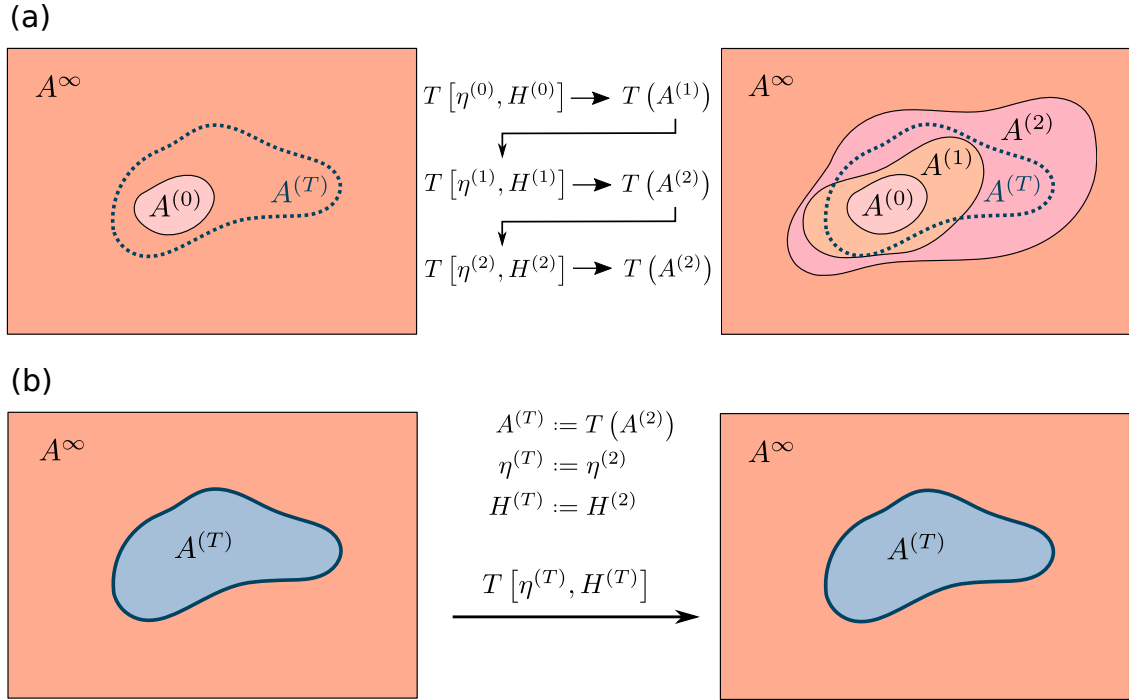 (a)
A^∞
A^(0)
A^(T)
T [η^(0), H^(0)] → T (A^(1))
T [η^(1), H^(1)] → T (A^(2))
T [η^(2), H^(2)] → T (A^(2))
A^∞
A^(2)
A^(1)
A^(T)
A^(0)
(b)
A^∞
A^(T)
A^(T) := T (A^(2))
η^(T) := η^(2)
H^(T) := H^(2)
T [η^(T), H^(T)]
A^∞
A^(T)